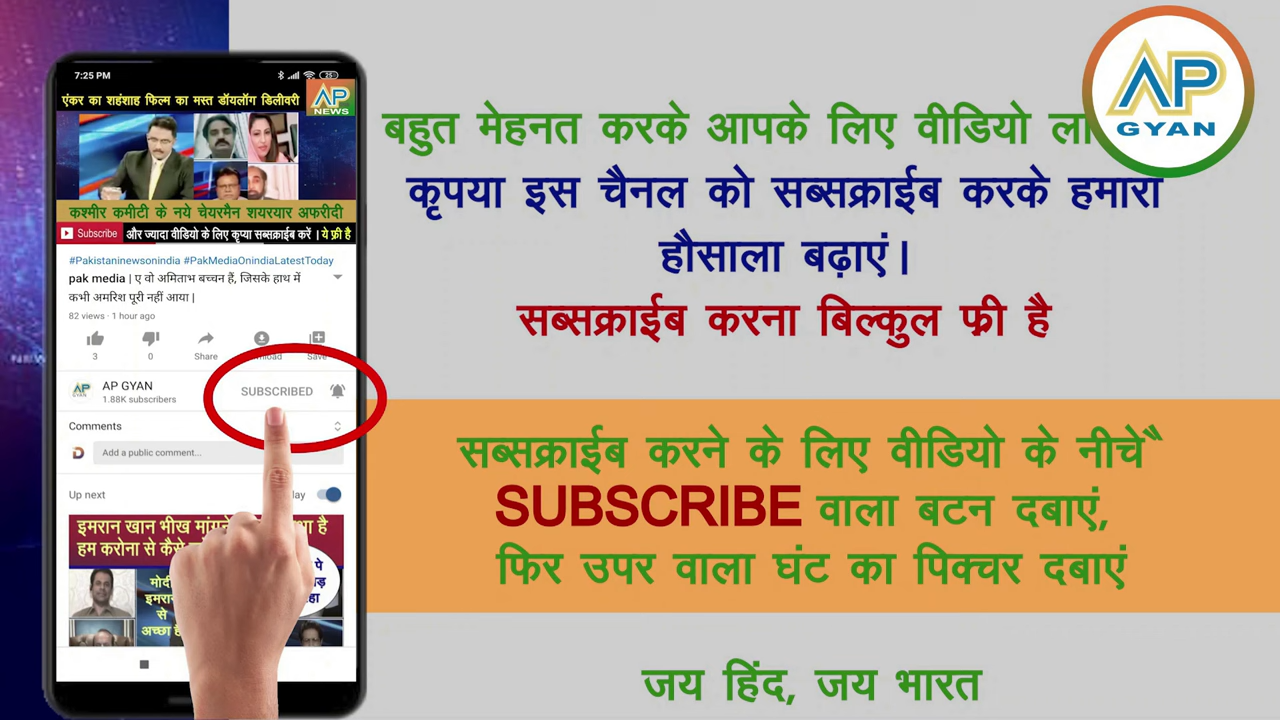 7:25 PM
25
एंकर का शहंशाह फिल्म का मस्त डॉयलॉग डिलीवरी
AP
NEWS
कश्मीर कमीटी के नये चेयरमैन शयरयार अफरीदी
Subscribe और ज्यादा वीडियो के लिए कृप्या सब्सक्राईब करें । ये फ्री है
#Pakistaninewsonindia #PakMediaOnindiaLatestToday
pak media | ए वो अमिताभ बच्चन हैं, जिसके हाथ में
कभी अमरिश पूरी नहीं आया |
82 views · 1 hour ago
3 0 Share Save
AP GYAN
1.88K subscribers
SUBSCRIBED
Comments
Add a public comment...
Up next
इमरान खान भीख मांगने है
हम करोना से कैसे
मोदी
इमरान
से
अच्छा है
AP
GYAN
बहुत मेहनत करके आपके लिए वीडियो
कृपया इस चैनल को सब्सक्राईब करके हमारा
हौसाला बढ़ाएं।
सब्सक्राईब करना बिल्कुल फ्री है
सब्सक्राईब करने के लिए वीडियो के नीचे
SUBSCRIBE वाला बटन दबाएं,
फिर उपर वाला घंट का पिक्चर दबाएं
जय हिंद, जय भारत